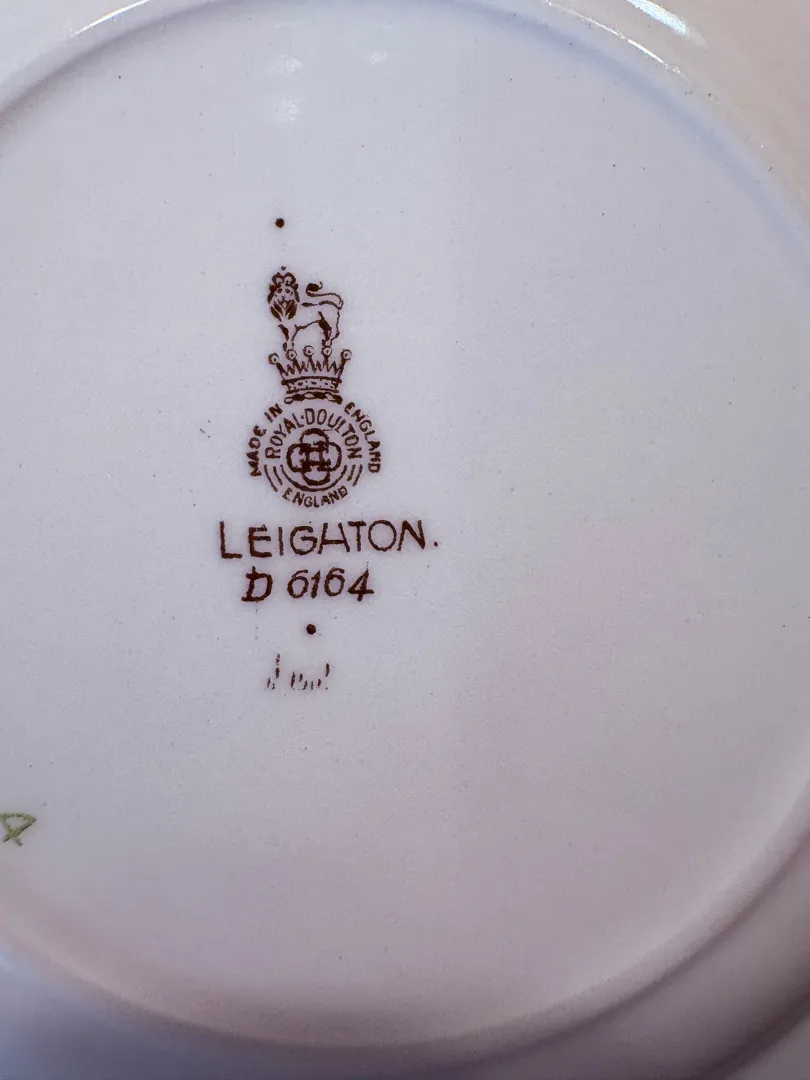 MADE IN ENGLAND
ROYAL·DOULTON
ENGLAND
LEIGHTON.
D 6164